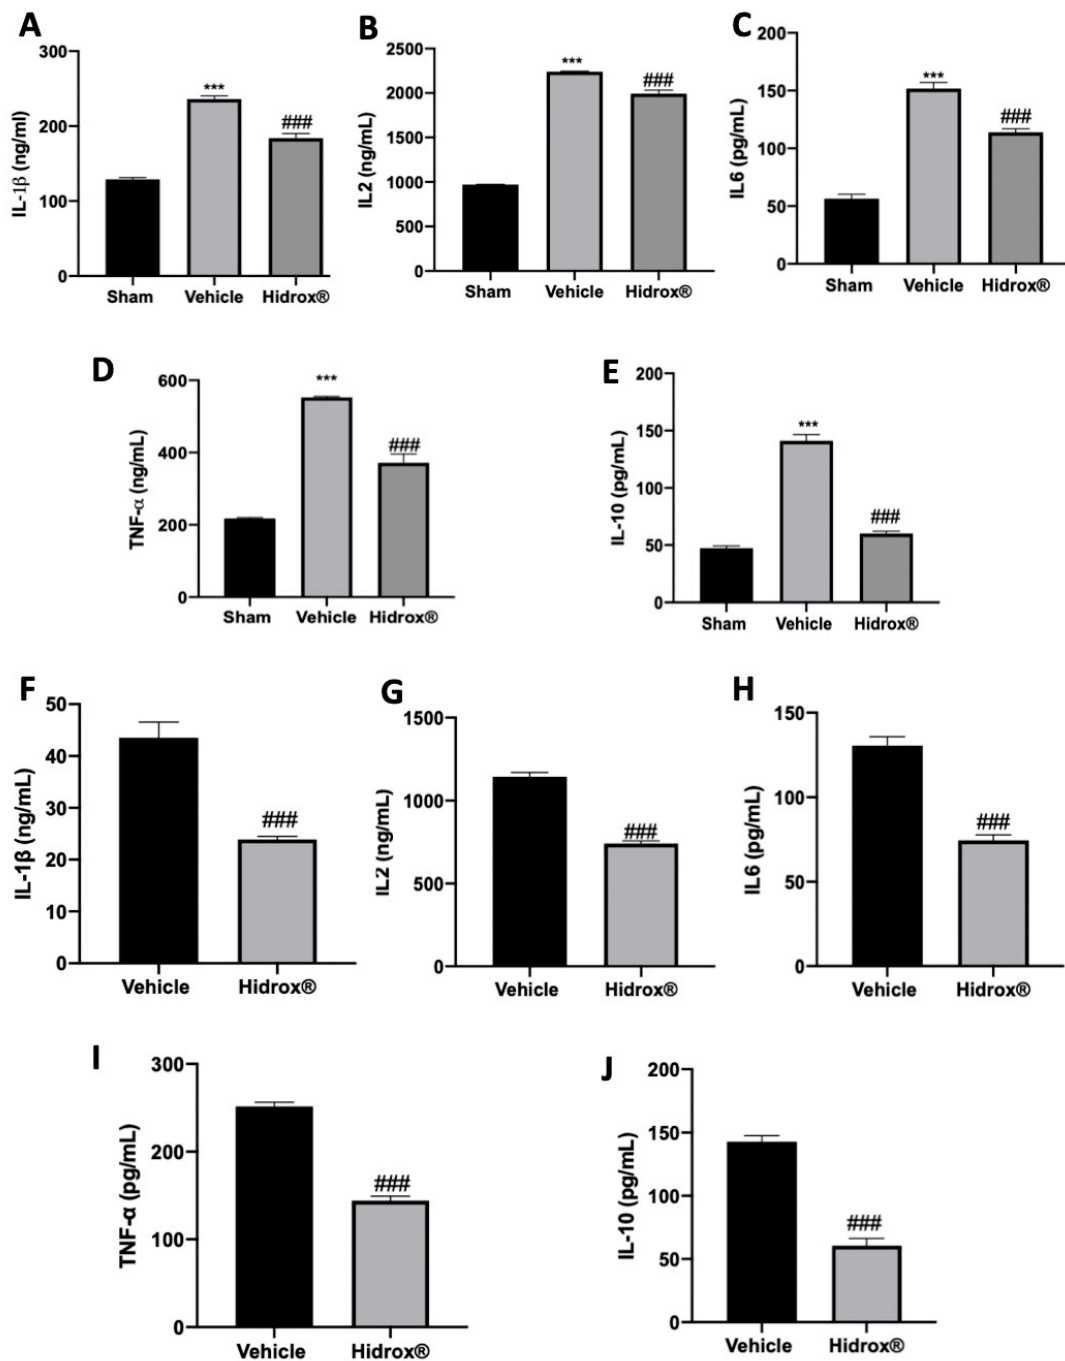 A
IL-1β (ng/ml)
300
200
100
0
***
###
Sham Vehicle Hidrox®
B
IL2 (ng/mL)
2500
2000
1500
1000
500
0
***
###
Sham Vehicle Hidrox®
C
IL6 (pg/mL)
200
150
100
50
0
***
###
Sham Vehicle Hidrox®
D
TNF-α (ng/mL)
600
400
200
0
***
###
Sham Vehicle Hidrox®
E
IL-10 (pg/mL)
200
150
100
50
0
***
###
Sham Vehicle Hidrox®
F
IL-1β (ng/mL)
50
40
30
20
10
0
###
Vehicle Hidrox®
G
IL2 (ng/mL)
1500
1000
500
0
###
Vehicle Hidrox®
H
IL6 (pg/mL)
150
100
50
0
###
Vehicle Hidrox®
I
TNF-α (pg/mL)
300
200
100
0
###
Vehicle Hidrox®
J
IL-10 (pg/mL)
200
150
100
50
0
###
Vehicle Hidrox®